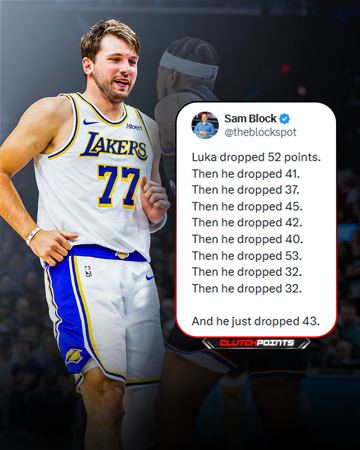 Sam Block
@theblockspot
Luka dropped 52 points.
Then he dropped 41.
Then he dropped 37.
Then he dropped 45.
Then he dropped 42.
Then he dropped 40.
Then he dropped 53.
Then he dropped 32.
Then he dropped 32.
And he just dropped 43.
CLUTCHPOINTS
bibigo
LAKERS
77